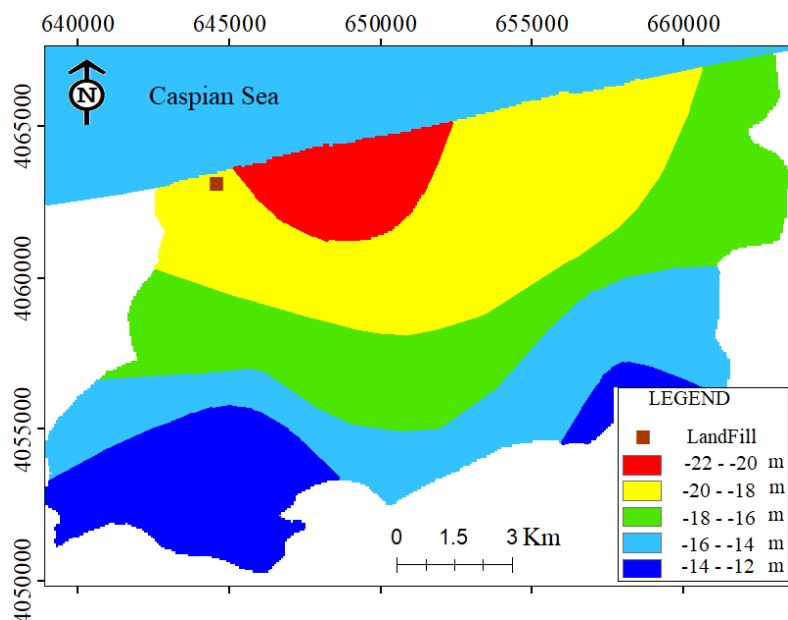 640000 645000 650000 655000 660000
N
Caspian Sea
4065000
4060000
4055000
4050000
LEGEND
LandFill
-22 - -20 m
-20 - -18 m
-18 - -16 m
-16 - -14 m
-14 - -12 m
0 1.5 3 Km